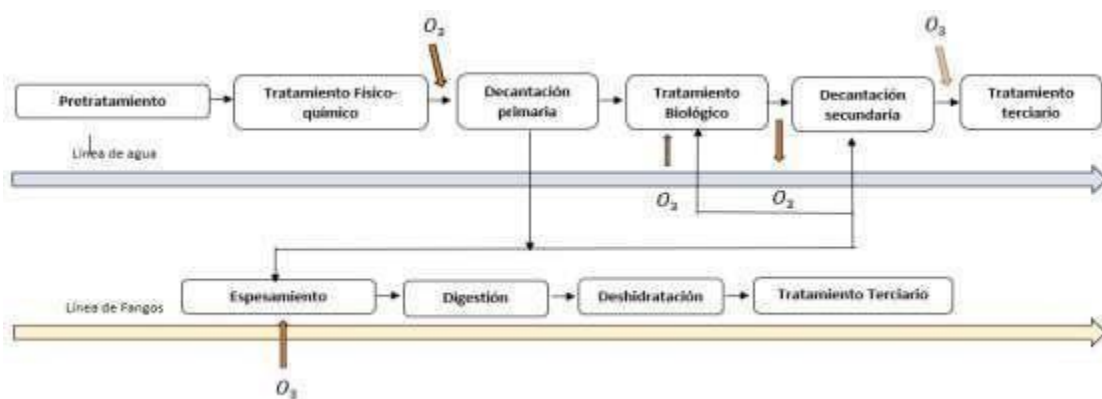 O₃
O₃
Pretratamiento
Tratamiento Físico-
químico
Decantación
primaria
Tratamiento
Biológico
Decantación
secundaria
Tratamiento
terciario
Línea de agua
O₃
O₃
Espesamiento
Digestión
Deshidratación
Tratamiento Terciario
Línea de Fangos
O₃